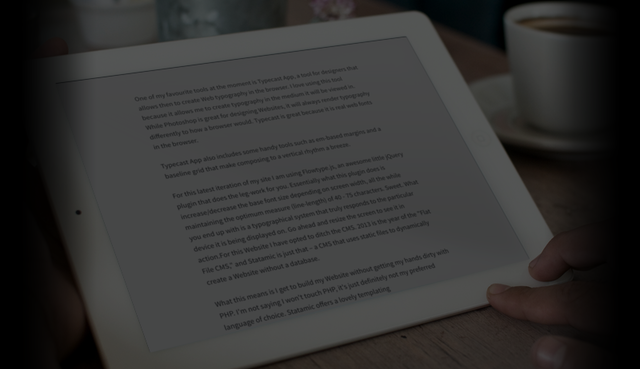 One of my favourite tools at the moment is Typecast App, a tool for designers that
allows then to create Web typography in the browser. I love using this tool
because it allows me to create typography in the medium it will be viewed in.
While Photoshop is great for designing Websites, it will always render typography
differently to how a browser would. Typecast is great because it is real web fonts
in the browser.
Typecast App also includes some handy tools such as em based margins and a
baseline grid that make composing to a vertical rhythm a breeze.
For this latest iteration of my site I am using Flowtype.js, an awesome little jQuery
plugin that does the leg work for you. Essentially what this plugin does is
increase/decrease the base font size depending on screen width, all the while
maintaining the optimum measure (line-length) of 45 - 75 characters. Sweet. What
you end up with is a typographical system that truly responds to the particular
device it is being displayed on. Go ahead and resize the screen to see it in
action.For this Website I have opted to ditch the CMS. 2013 is the year of the "Flat
File CMS," and Statamic is just that - a CMS that uses static files to dynamically
create a Website without a database.
What this means is I get to build my Website without getting my hands dirty with
PHP. I'm not saying I won't touch PHP, it's just definitely not my preferred
language of choice. Statamic offers a lovely templating